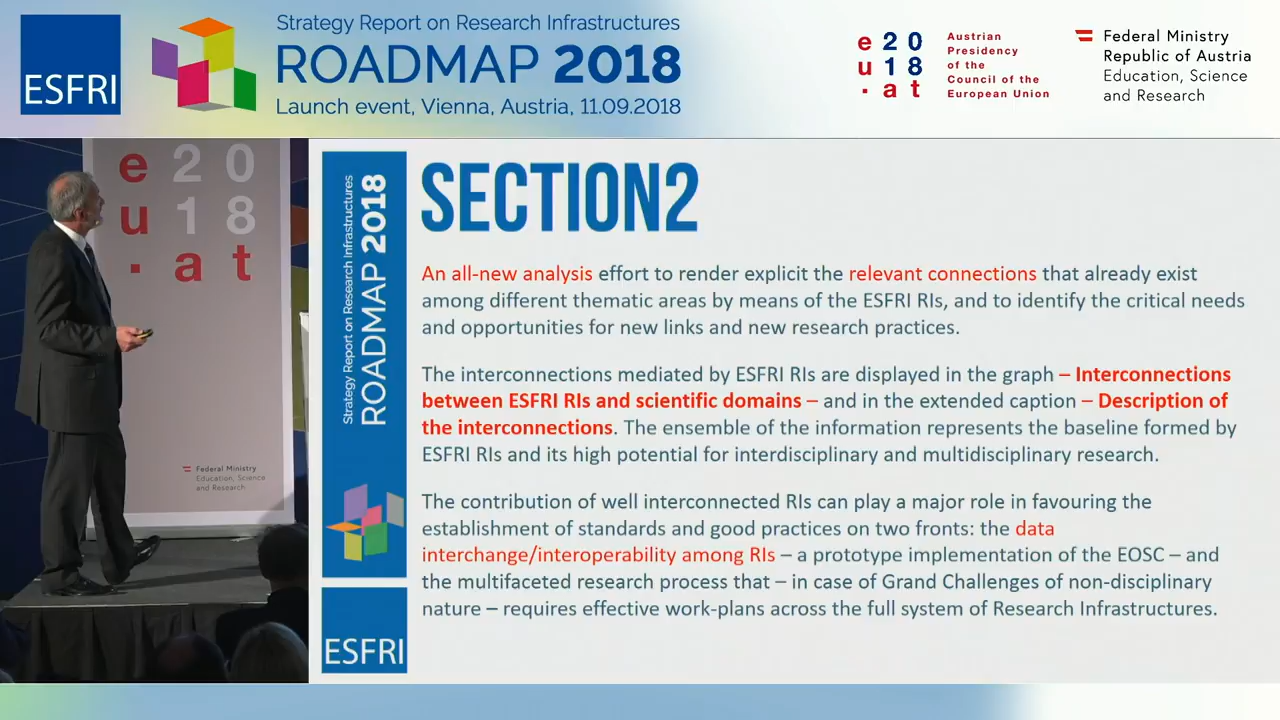 ESFRI
Strategy Report on Research Infrastructures
ROADMAP 2018
Launch event, Vienna, Austria, 11.09.2018
e 2 0
u 1 8
. a t
Austrian
Presidency
of the
Council of the
European Union
Federal Ministry
Republic of Austria
Education, Science
and Research
e 2 0
u 1 8
. a t
Federal Ministry
Education, Science
and Research
Strategy Report on Research Infrastructures
ROADMAP 2018
ESFRI
SECTION2
An all-new analysis effort to render explicit the relevant connections that already exist
among different thematic areas by means of the ESFRI RIs, and to identify the critical needs
and opportunities for new links and new research practices.
The interconnections mediated by ESFRI RIs are displayed in the graph – Interconnections
between ESFRI RIs and scientific domains – and in the extended caption – Description of
the interconnections. The ensemble of the information represents the baseline formed by
ESFRI RIs and its high potential for interdisciplinary and multidisciplinary research.
The contribution of well interconnected RIs can play a major role in favouring the
establishment of standards and good practices on two fronts: the data
interchange/interoperability among RIs – a prototype implementation of the EOSC – and
the multifaceted research process that – in case of Grand Challenges of non-disciplinary
nature – requires effective work-plans across the full system of Research Infrastructures.